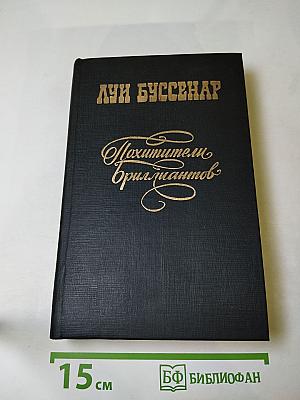 ЛУИ БУССЕНАР
Похитители
бриллиантов
15 см
БФ БИБЛИОФАН